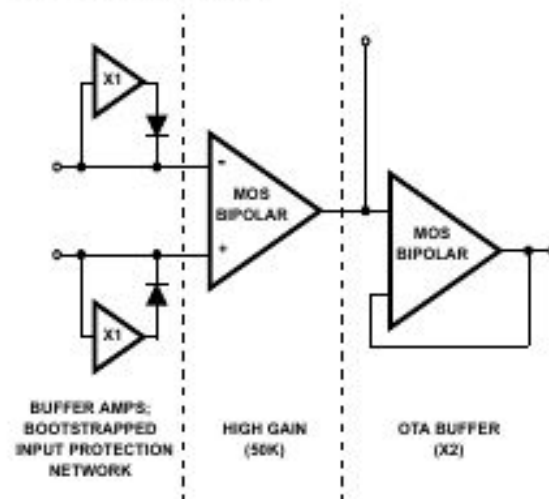 X1
-
MOS
BIPOLAR
+
X1
MOS
BIPOLAR
BUFFER AMPS;
BOOTSTRAPPED
INPUT PROTECTION
NETWORK
HIGH GAIN
(50K)
OTA BUFFER
(X2)